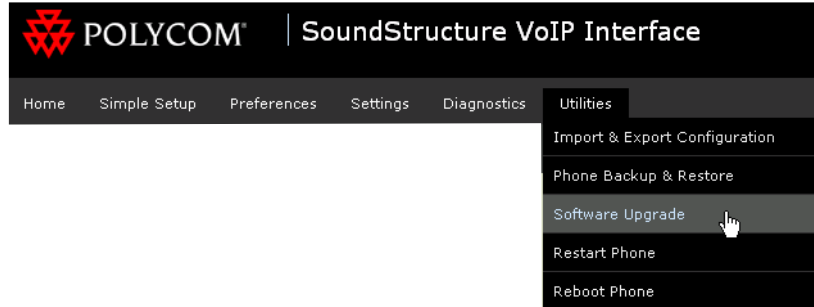 POLYCOM® SoundStructure VoIP Interface
Home Simple Setup Preferences Settings Diagnostics Utilities
Import & Export Configuration
Phone Backup & Restore
Software Upgrade
Restart Phone
Reboot Phone